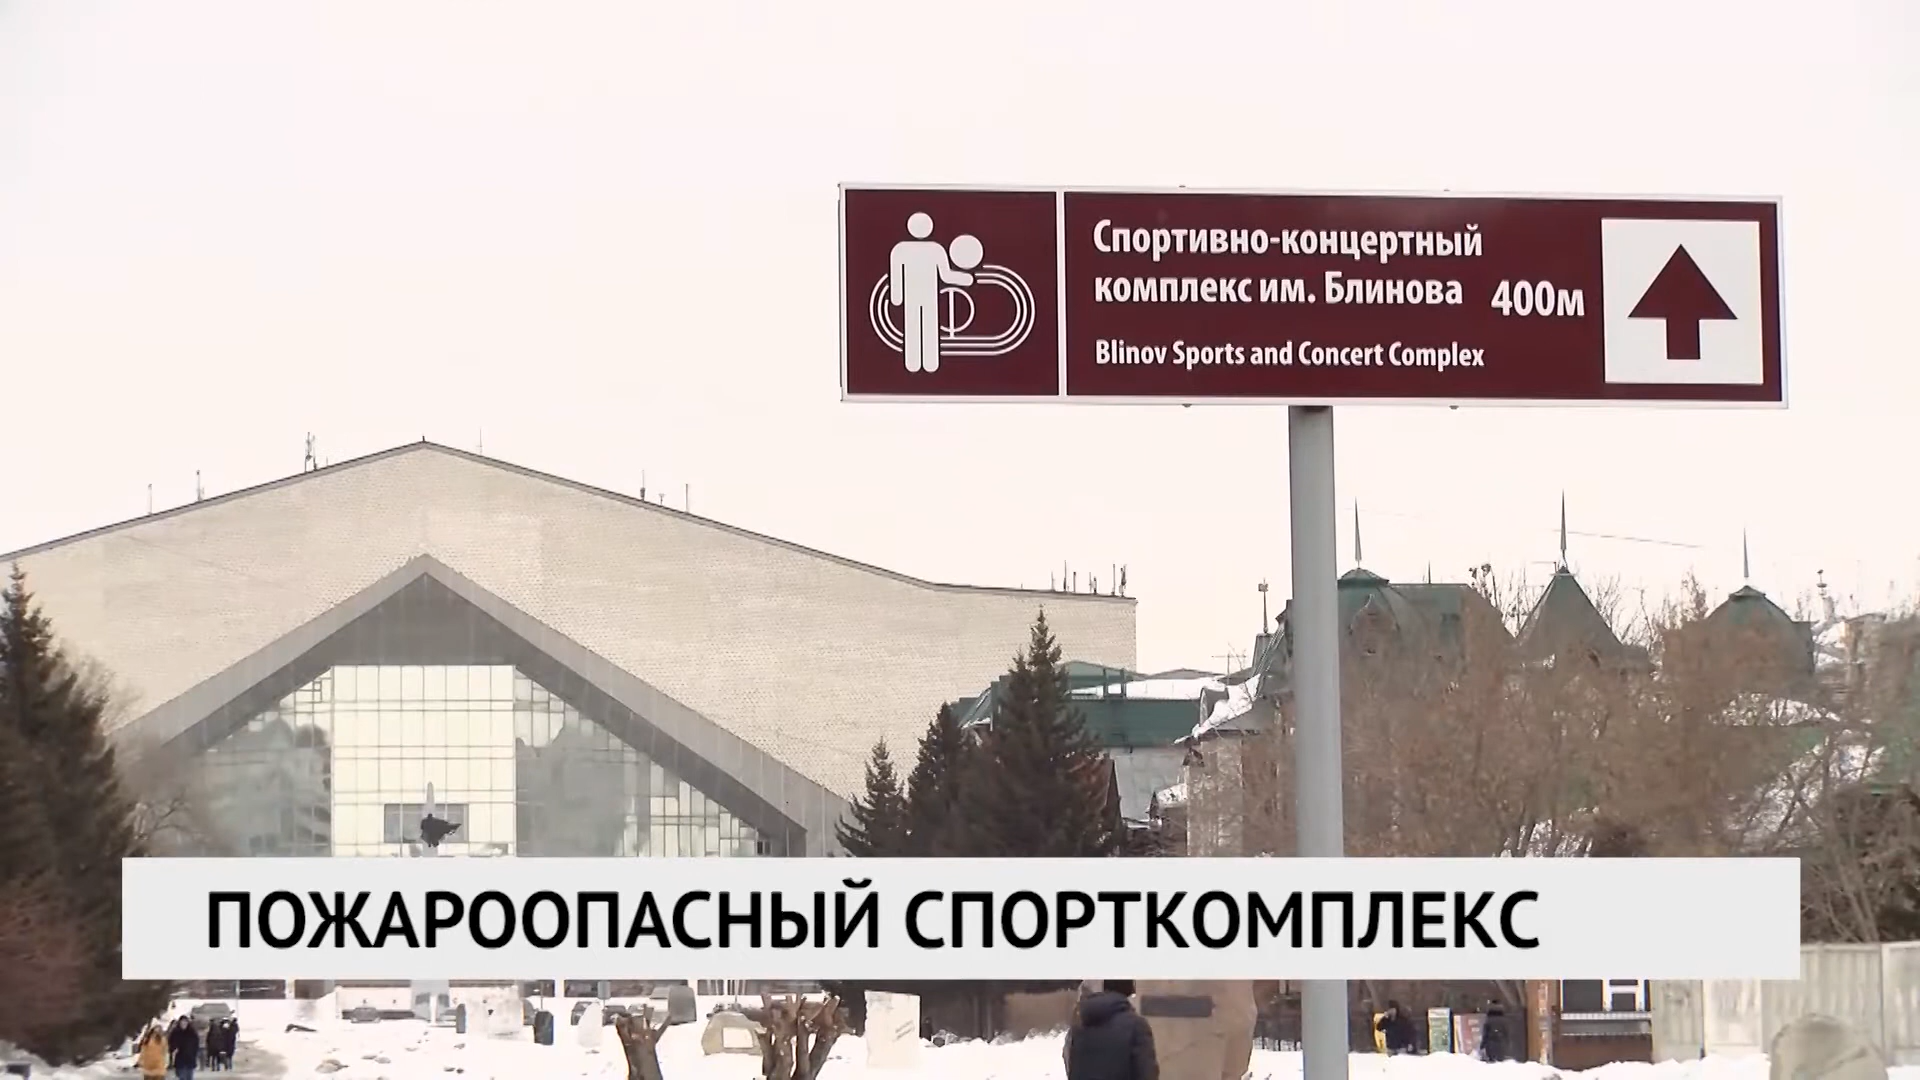 Спортивно-концертный
комплекс им. Блинова 400м
Blinov Sports and Concert Complex
ПОЖАРООПАСНЫЙ СПОРТКОМПЛЕКС